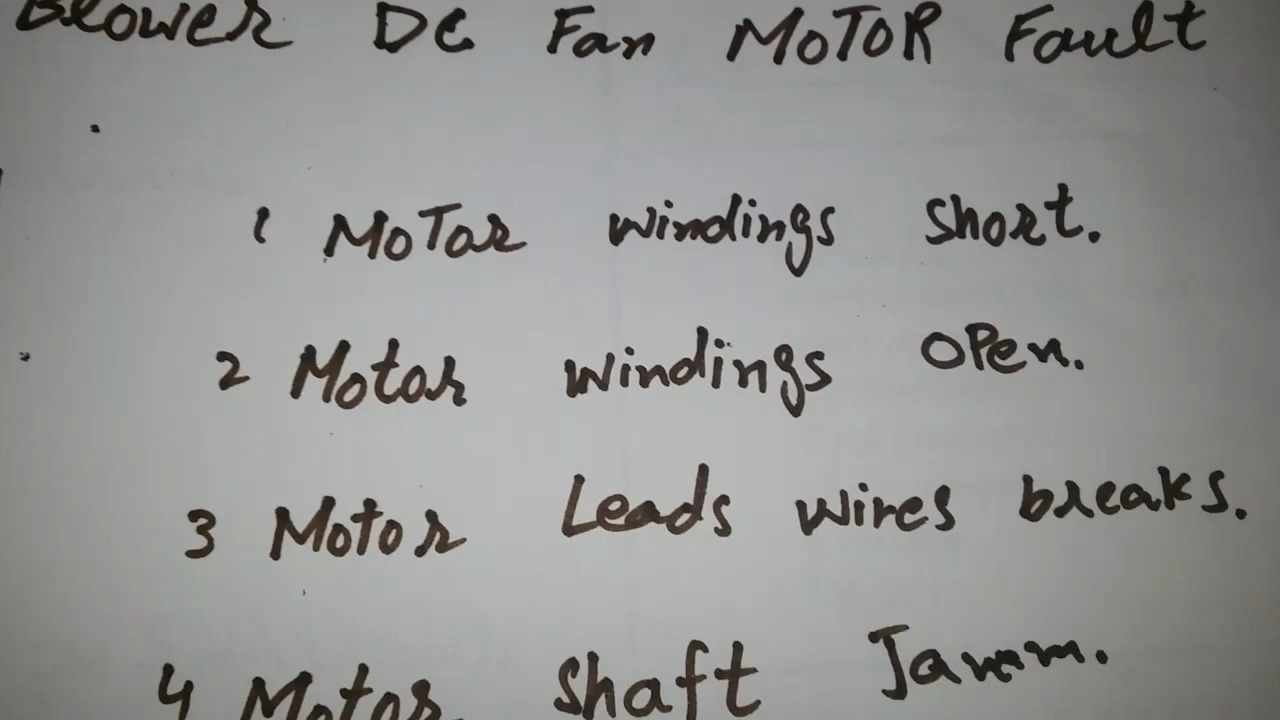 Blower DC Fan MOTOR Fault
1 MOTOR windings short.
2 Motor windings open.
3 Motor Leads wires breaks.
4 Motor shaft Jamm.